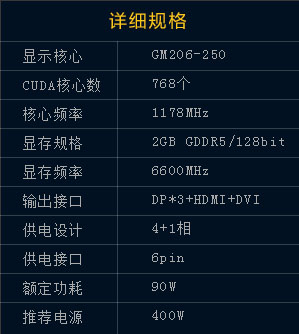 详细规格
显示核心 GM206-250
CUDA核心数 768个
核心频率 1178MHz
显存规格 2GB GDDR5/128bit
显存频率 6600MHz
输出接口 DP*3+HDMI+DVI
供电设计 4+1相
供电接口 6pin
额定功耗 90W
推荐电源 400W